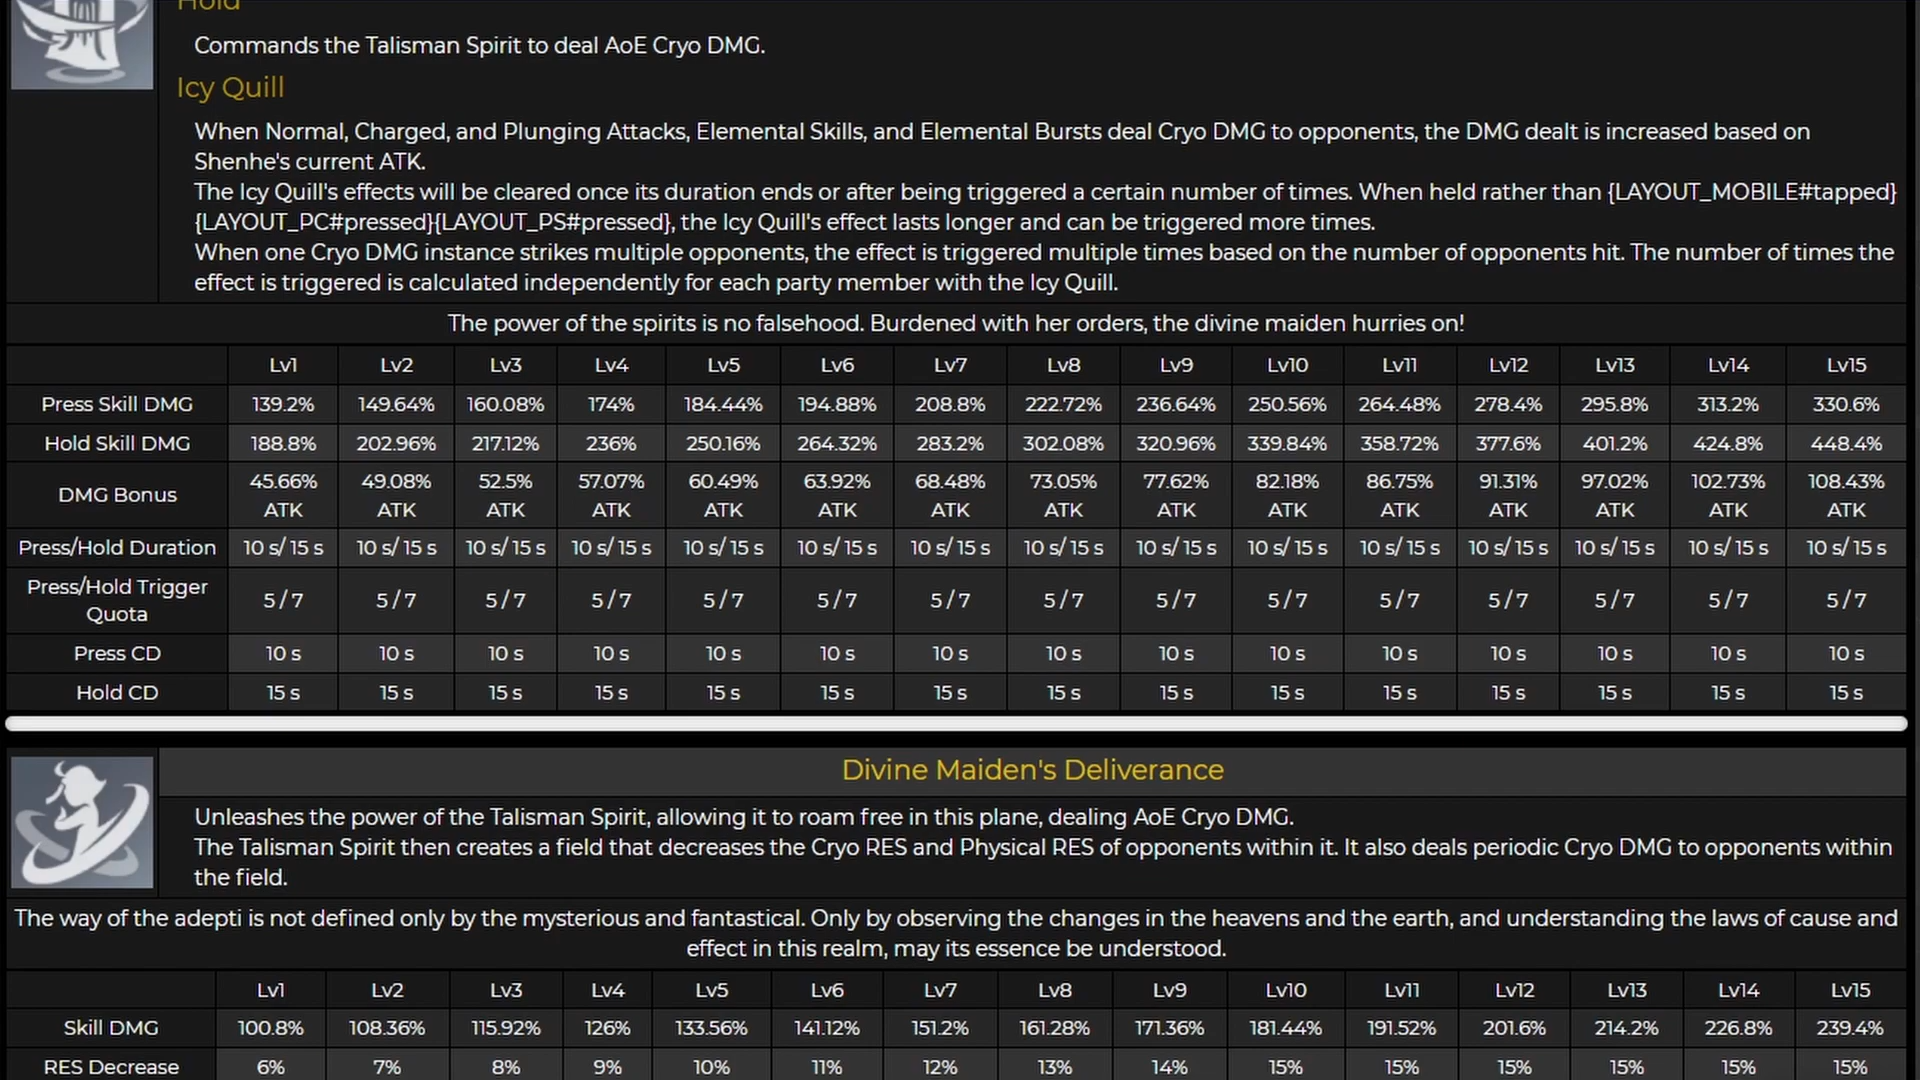 Hold
Commands the Talisman Spirit to deal AoE Cryo DMG.
Icy Quill
When Normal, Charged, and Plunging Attacks, Elemental Skills, and Elemental Bursts deal Cryo DMG to opponents, the DMG dealt is increased based on
Shenhe's current ATK.
The Icy Quill's effects will be cleared once its duration ends or after being triggered a certain number of times. When held rather than {LAYOUT_MOBILE#tapped}
{LAYOUT_PC#pressed}{LAYOUT_PS#pressed}, the Icy Quill's effect lasts longer and can be triggered more times.
When one Cryo DMG instance strikes multiple opponents, the effect is triggered multiple times based on the number of opponents hit. The number of times the
effect is triggered is calculated independently for each party member with the Icy Quill.
The power of the spirits is no falsehood. Burdened with her orders, the divine maiden hurries on!
Lv1 Lv2 Lv3 Lv4 Lv5 Lv6 Lv7 Lv8 Lv9 Lv10 Lv11 Lv12 Lv13 Lv14 Lv15
Press Skill DMG 139.2% 149.64% 160.08% 174% 184.44% 194.88% 208.8% 222.72% 236.64% 250.56% 264.48% 278.4% 295.8% 313.2% 330.6%
Hold Skill DMG 188.8% 202.96% 217.12% 236% 250.16% 264.32% 283.2% 302.08% 320.96% 339.84% 358.72% 377.6% 401.2% 424.8% 448.4%
DMG Bonus 45.66% 49.08% 52.5% 57.07% 60.49% 63.92% 68.48% 73.05% 77.62% 82.18% 86.75% 91.31% 97.02% 102.73% 108.43%
ATK ATK ATK ATK ATK ATK ATK ATK ATK ATK ATK ATK ATK ATK ATK
Press/Hold Duration 10 s/ 15 s 10 s/ 15 s 10 s/ 15 s 10 s/ 15 s 10 s/ 15 s 10 s/ 15 s 10 s/ 15 s 10 s/ 15 s 10 s/ 15 s 10 s/ 15 s 10 s/ 15 s 10 s/ 15 s 10 s/ 15 s 10 s/ 15 s 10 s/ 15 s
Press/Hold Trigger
Quota 5 / 7 5 / 7 5 / 7 5 / 7 5 / 7 5 / 7 5 / 7 5 / 7 5 / 7 5 / 7 5 / 7 5 / 7 5 / 7 5 / 7 5 / 7
Press CD 10 s 10 s 10 s 10 s 10 s 10 s 10 s 10 s 10 s 10 s 10 s 10 s 10 s 10 s 10 s
Hold CD 15 s 15 s 15 s 15 s 15 s 15 s 15 s 15 s 15 s 15 s 15 s 15 s 15 s 15 s 15 s
Divine Maiden's Deliverance
Unleashes the power of the Talisman Spirit, allowing it to roam free in this plane, dealing AoE Cryo DMG.
The Talisman Spirit then creates a field that decreases the Cryo RES and Physical RES of opponents within it. It also deals periodic Cryo DMG to opponents within
the field.
The way of the adepti is not defined only by the mysterious and fantastical. Only by observing the changes in the heavens and the earth, and understanding the laws of cause and
effect in this realm, may its essence be understood.
Lv1 Lv2 Lv3 Lv4 Lv5 Lv6 Lv7 Lv8 Lv9 Lv10 Lv11 Lv12 Lv13 Lv14 Lv15
Skill DMG 100.8% 108.36% 115.92% 126% 133.56% 141.12% 151.2% 161.28% 171.36% 181.44% 191.52% 201.6% 214.2% 226.8% 239.4%
RES Decrease 6% 7% 8% 9% 10% 11% 12% 13% 14% 15% 15% 15% 15% 15% 15%